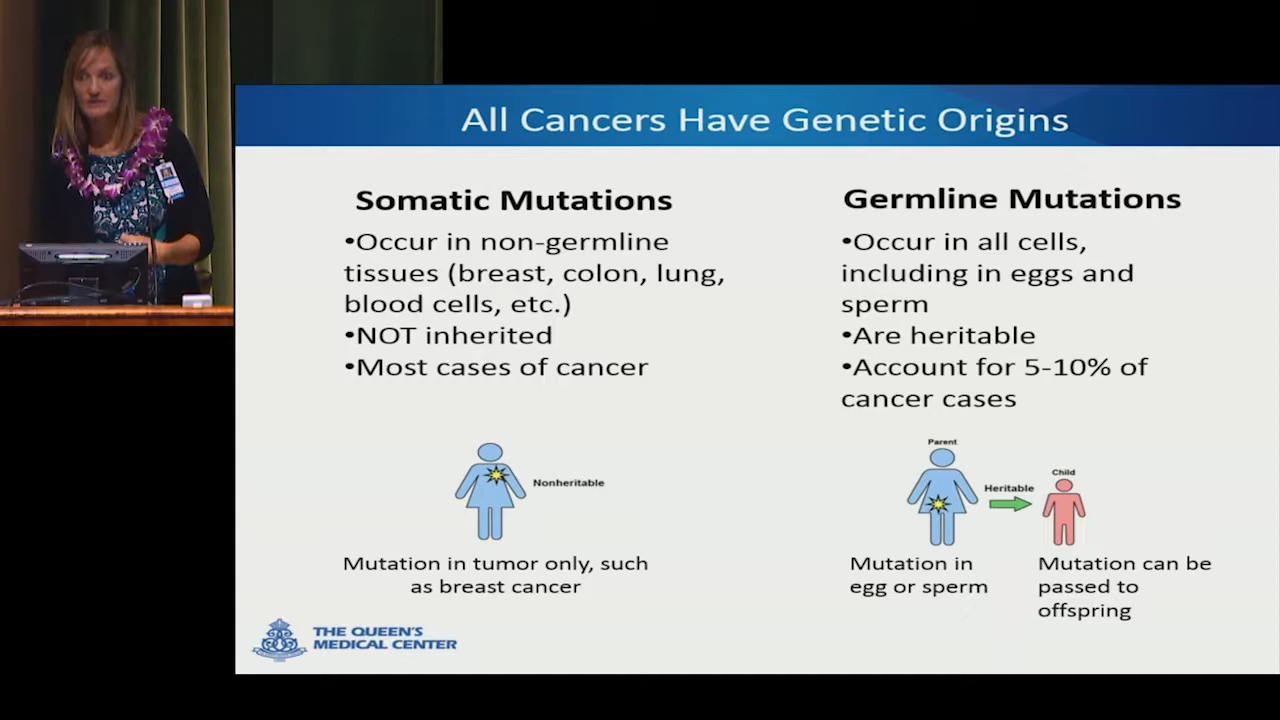 All Cancers Have Genetic Origins
Somatic Mutations
•Occur in non-germline
tissues (breast, colon, lung,
blood cells, etc.)
•NOT inherited
•Most cases of cancer
Nonheritable
Mutation in tumor only, such
as breast cancer
Germline Mutations
•Occur in all cells,
including in eggs and
sperm
•Are heritable
•Account for 5-10% of
cancer cases
Parent
Heritable
Child
Mutation in
egg or sperm
Mutation can be
passed to
offspring
THE QUEEN'S
MEDICAL CENTER